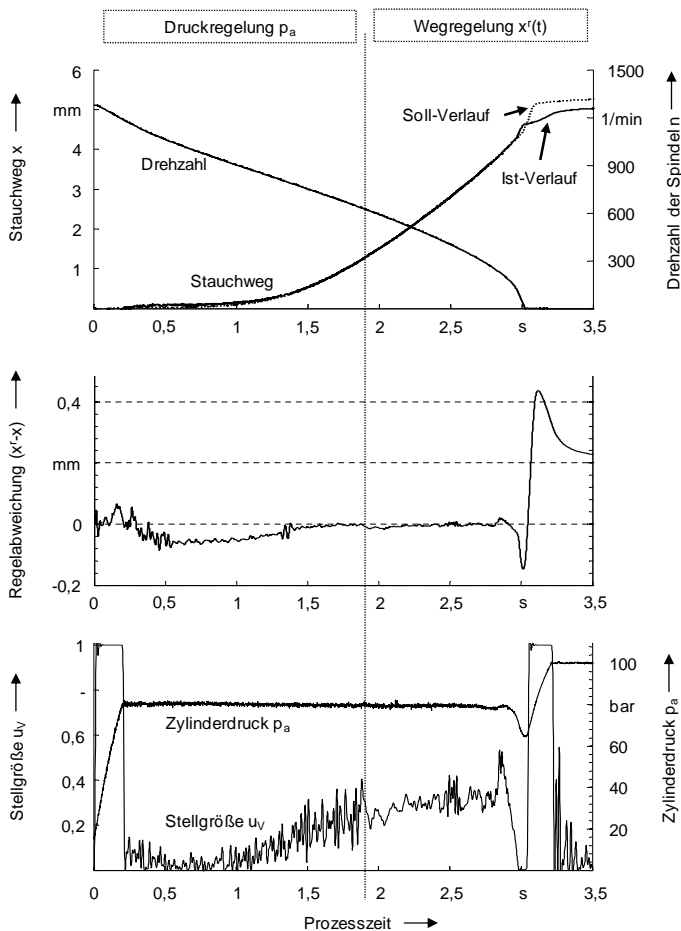 Druckregelung pa
Wegregelung xr(t)
6
mm
4
3
2
1
Stauchweg x
1500
1/min
900
600
300
Drehzahl der Spindel n
Soll-Verlauf
Ist-Verlauf
Drehzahl
Stauchweg
0 0,5 1 1,5 2 2,5 s 3,5
0,4
mm
0
-0,2
Regelabweichung (xr-x)
0 0,5 1 1,5 2 2,5 s 3,5
1
-
0,6
0,4
0,2
Stellgröße uV
100
bar
60
40
20
Zylinderdruck pa
Zylinderdruck pa
Stellgröße uV
0 0,5 1 1,5 2 2,5 s 3,5
Prozesszeit